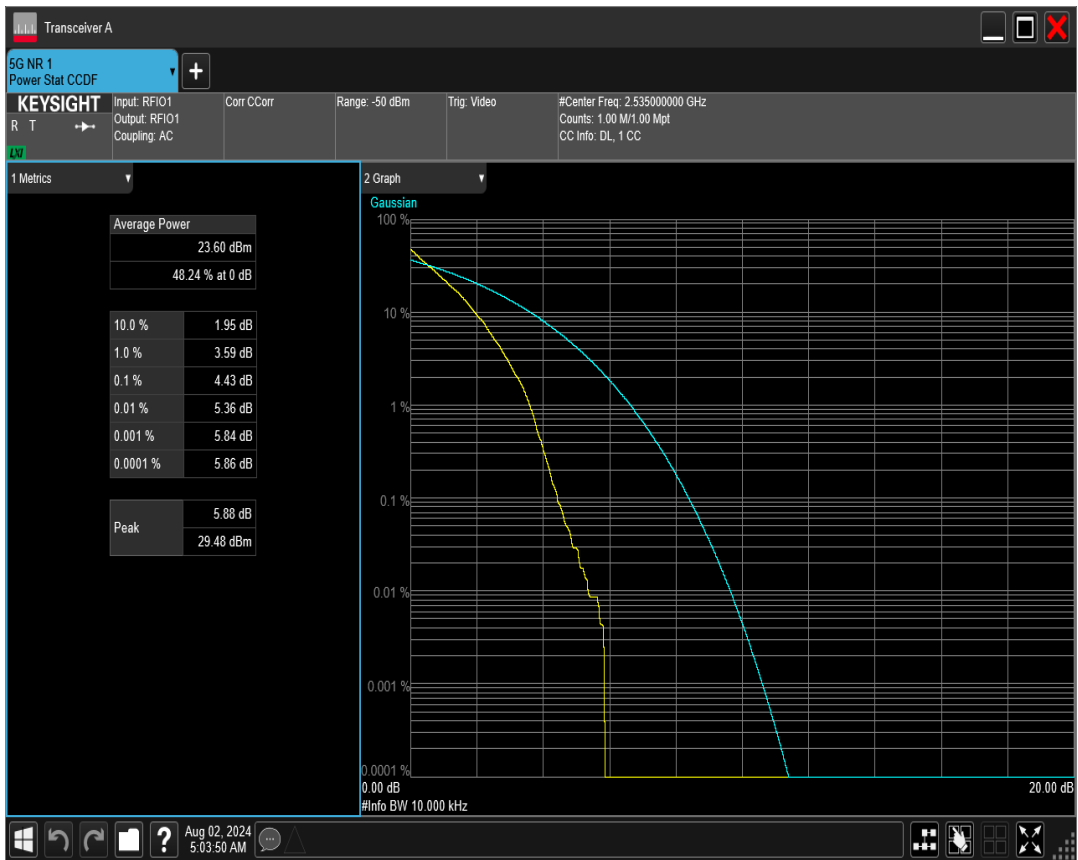 Transceiver A
5G NR 1
Power Stat CCDF
+
KEYSIGHT
R T
LXI
Input: RFIO1
Output: RFIO1
Coupling: AC
Corr CCorr
Range: -50 dBm
Trig: Video
#Center Freq: 2.535000000 GHz
Counts: 1.00 M/1.00 Mpt
CC Info: DL, 1 CC
1 Metrics
Average Power
23.60 dBm
48.24 % at 0 dB
10.0 % 1.95 dB
1.0 % 3.59 dB
0.1 % 4.43 dB
0.01 % 5.36 dB
0.001 % 5.84 dB
0.0001 % 5.86 dB
Peak
5.88 dB
29.48 dBm
2 Graph
Gaussian
100 %
10 %
1 %
0.1 %
0.01 %
0.001 %
0.0001 %
0.00 dB 20.00 dB
#Info BW 10.000 kHz
?
Aug 02, 2024
5:03:50 AM